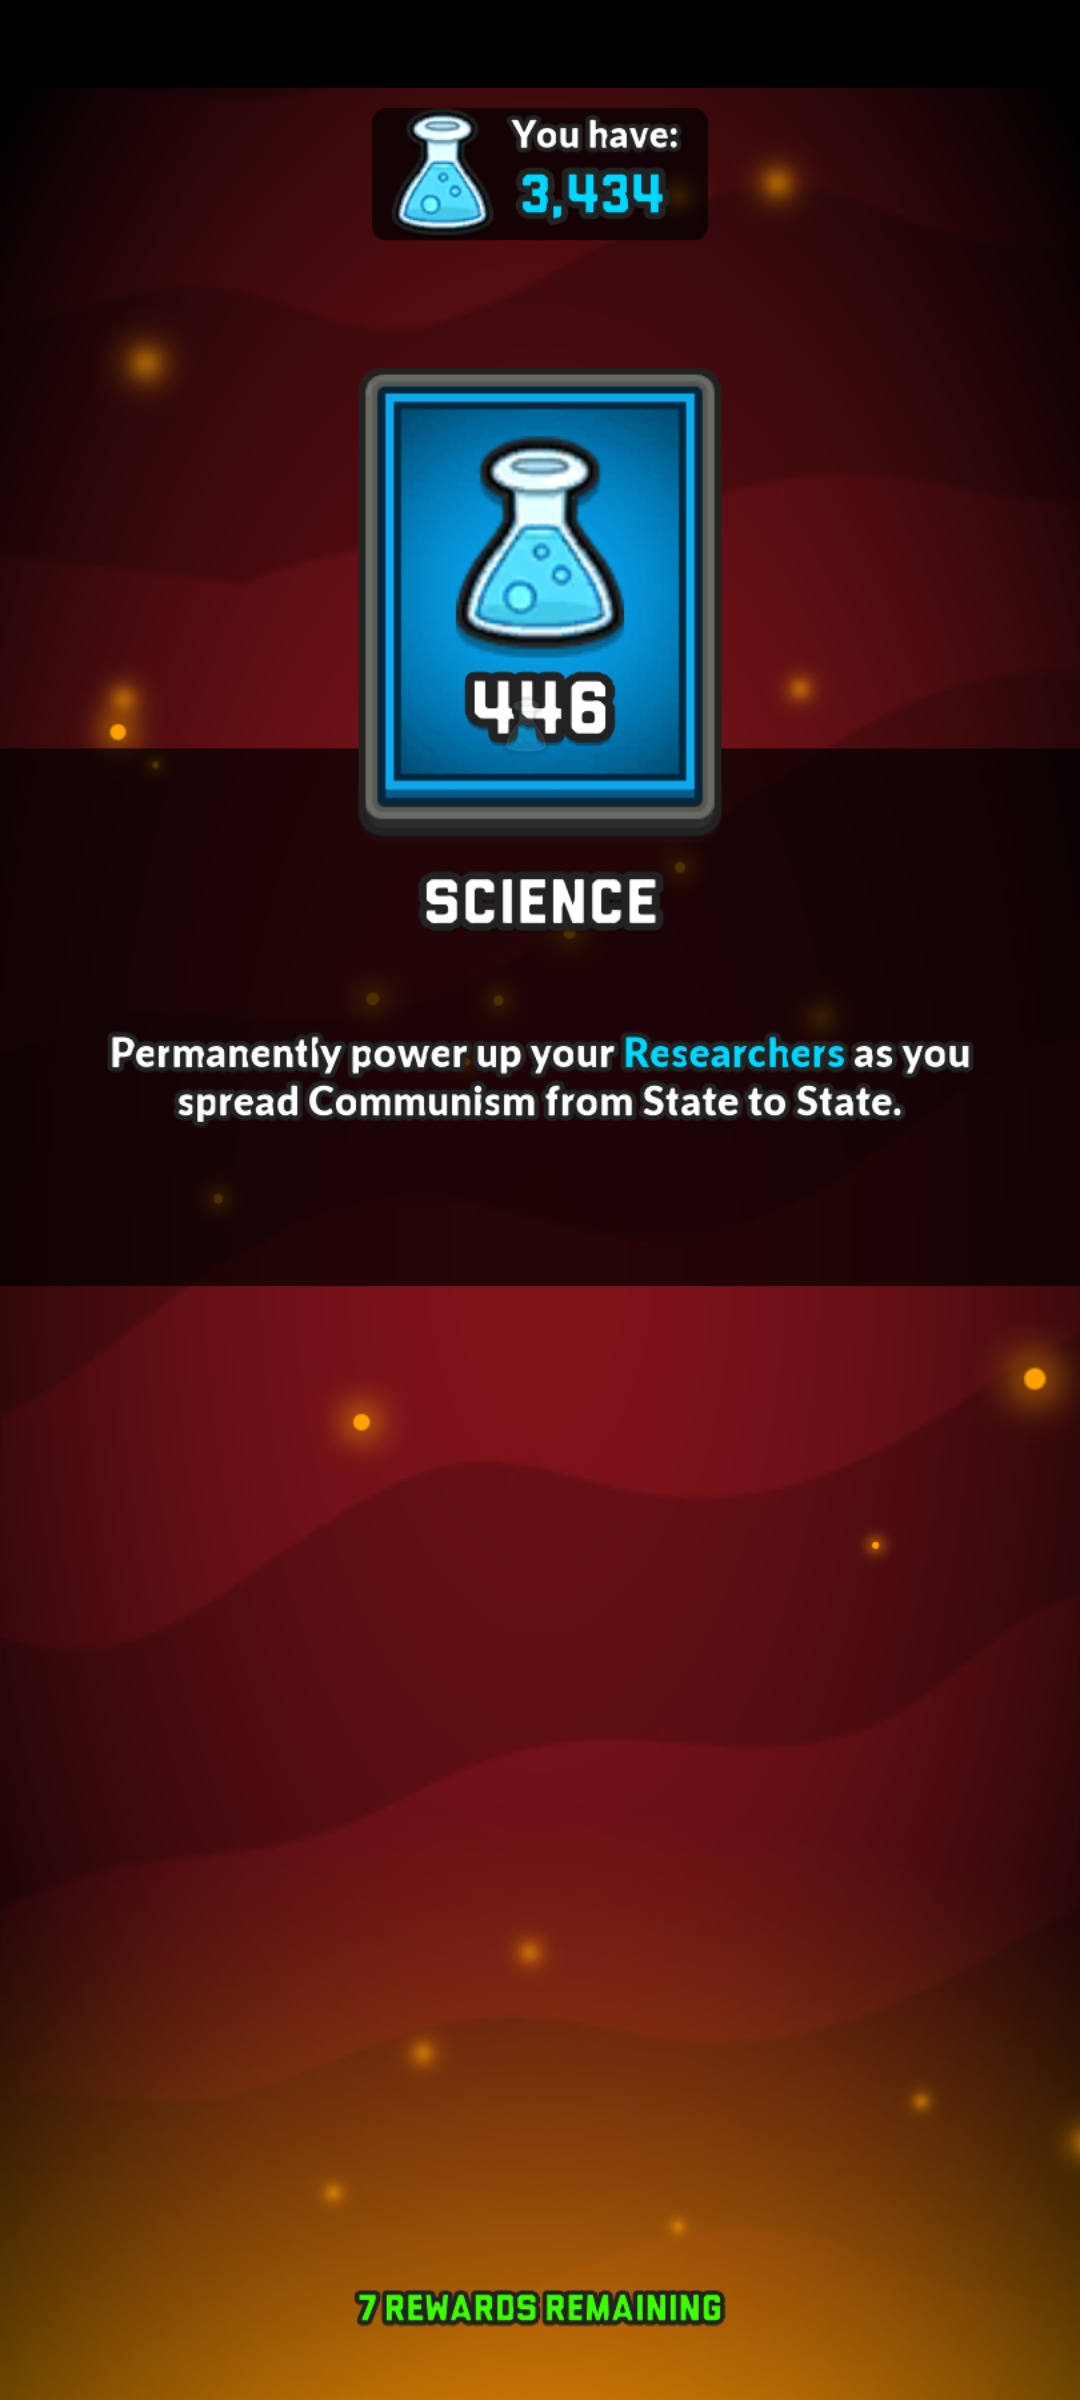 You have:
3,434
446
SCIENCE
Permanently power up your Researchers as you
spread Communism from State to State.
7 REWARDS REMAINING